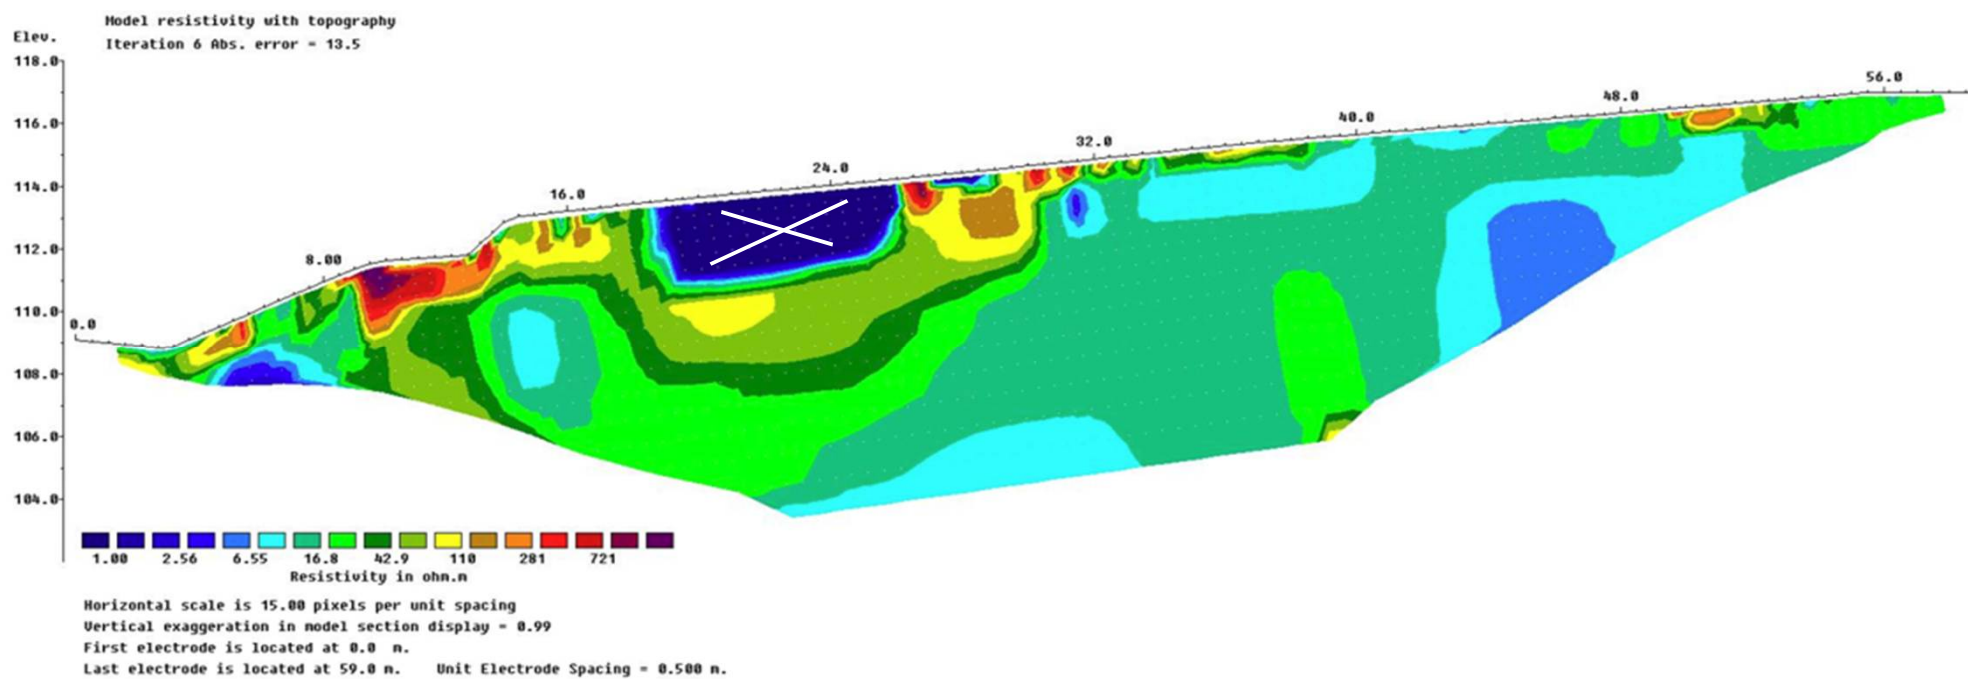 Model resistivity with topography
Elev.
Iteration 6 Abs. error = 13.5
118.0
56.0
48.0
116.0
40.0
32.0
24.0
114.0
16.0
112.0
8.00
110.0
0.0
108.0
106.0
104.0
1.00 2.56 6.55 16.8 42.9 110 281 721
Resistivity in ohm.m
Horizontal scale is 15.00 pixels per unit spacing
Vertical exaggeration in model section display = 0.99
First electrode is located at 0.0 m.
Last electrode is located at 59.0 m. Unit Electrode Spacing = 0.500 m.